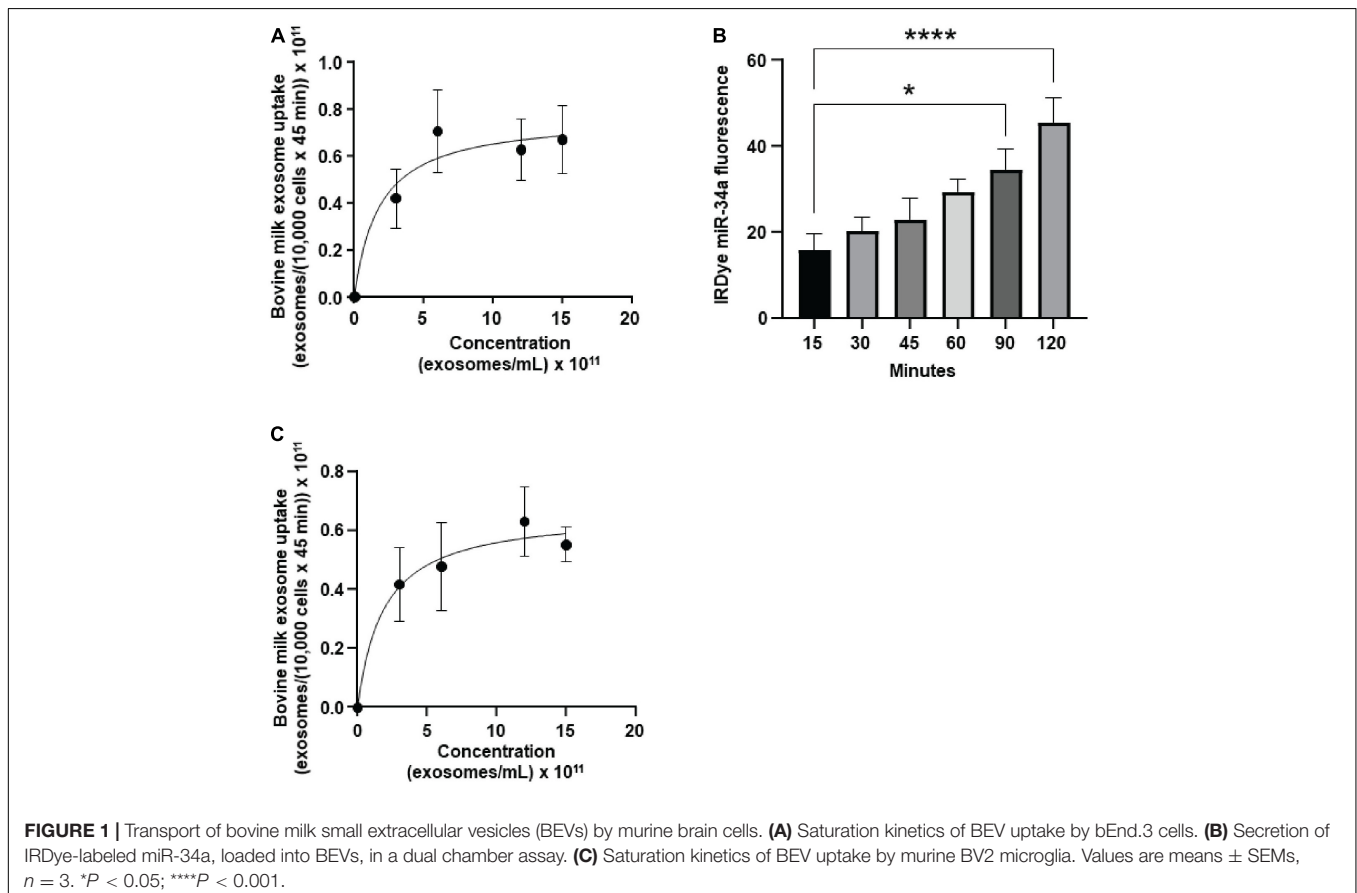 A
Bovine milk exosome uptake
(exosomes/(10,000 cells x 45 min)) x 10¹¹
1.0
0.8
0.6
0.4
0.2
0.0
0 5 10 15 20
Concentration
(exosomes/mL) x 10¹¹
B
IRDye miR-34a fluorescence
60
40
20
0
****
*
15 30 45 60 90 120
Minutes
C
Bovine milk exosome uptake
(exosomes/(10,000 cells x 45 min)) x 10¹¹
0.8
0.6
0.4
0.2
0.0
0 5 10 15 20
Concentration
(exosomes/mL) x 10¹¹
FIGURE 1 | Transport of bovine milk small extracellular vesicles (BEVs) by murine brain cells. (A) Saturation kinetics of BEV uptake by bEnd.3 cells. (B) Secretion of
IRDye-labeled miR-34a, loaded into BEVs, in a dual chamber assay. (C) Saturation kinetics of BEV uptake by murine BV2 microglia. Values are means ± SEMs,
n = 3. *P < 0.05; ****P < 0.001.